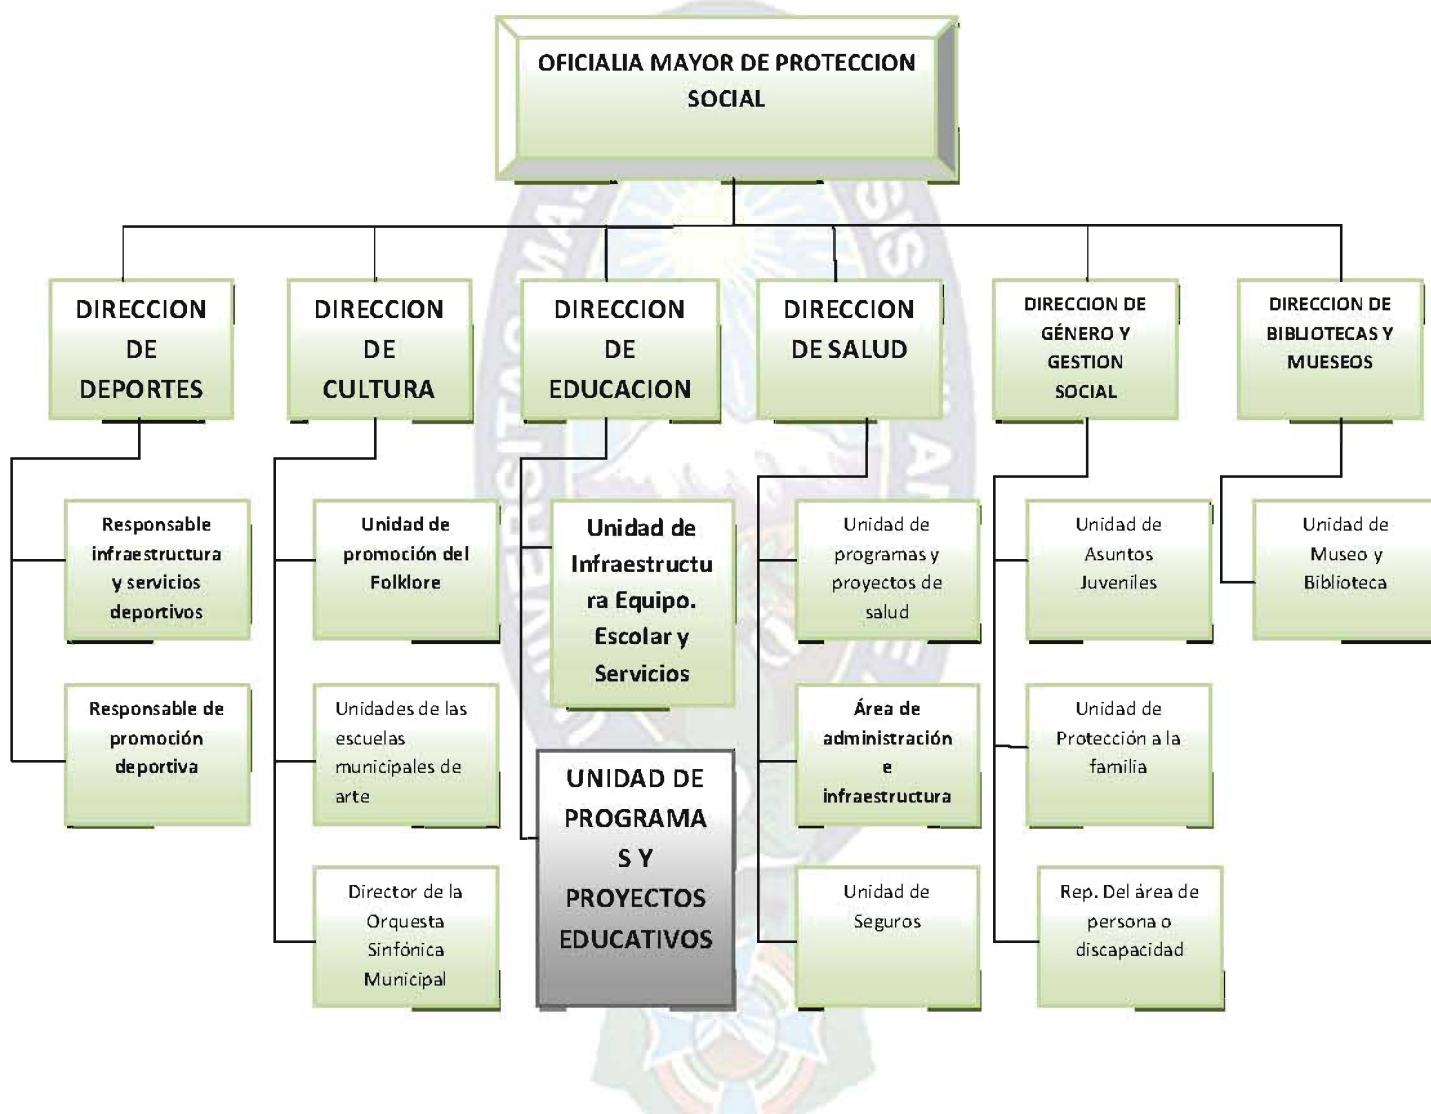 OFICIALIA MAYOR DE PROTECCION
SOCIAL
DIRECCION
DE
DEPORTES
DIRECCION
DE
CULTURA
DIRECCION
DE
EDUCACION
DIRECCION
DE SALUD
DIRECCION DE
GÉNERO Y
GESTION
SOCIAL
DIRECCION DE
BIBLIOTECAS Y
MUESEOS
Responsable
infraestructura
y servicios
deportivos
Unidad de
promoción del
Folklore
Unidad de
Infraestructu
ra Equipo.
Escolar y
Servicios
Unidad de
programas y
proyectos de
salud
Unidad de
Asuntos
Juveniles
Unidad de
Museo y
Biblioteca
Responsable de
promoción
deportiva
Unidades de las
escuelas
municipales de
arte
UNIDAD DE
PROGRAMA
S Y
PROYECTOS
EDUCATIVOS
Área de
administración
e
infraestructura
Unidad de
Protección a la
familia
Director de la
Orquesta
Sinfónica
Municipal
Unidad de
Seguros
Rep. Del área de
persona o
discapacidad